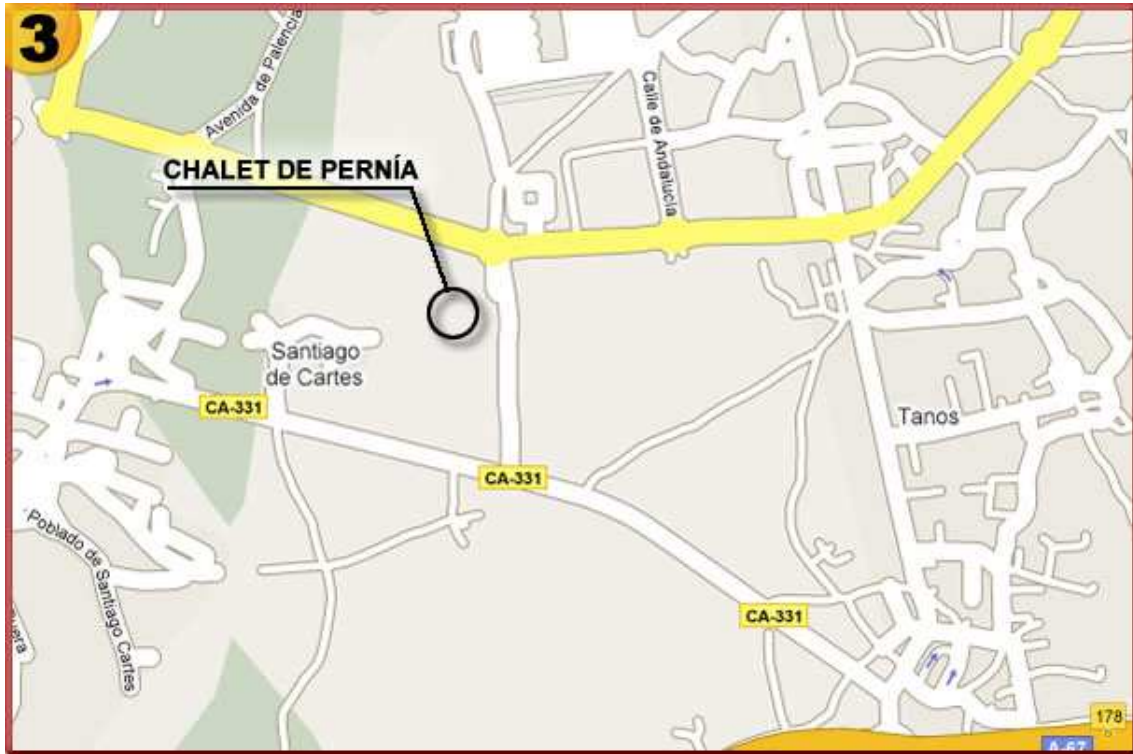 3
Avenida de Palencia
Calle de Andalucía
CHALET DE PERNÍA
Santiago
de Cartes
CA-331
Tanos
CA-331
Poblado de Santiago Cartes
CA-331
178
A-67